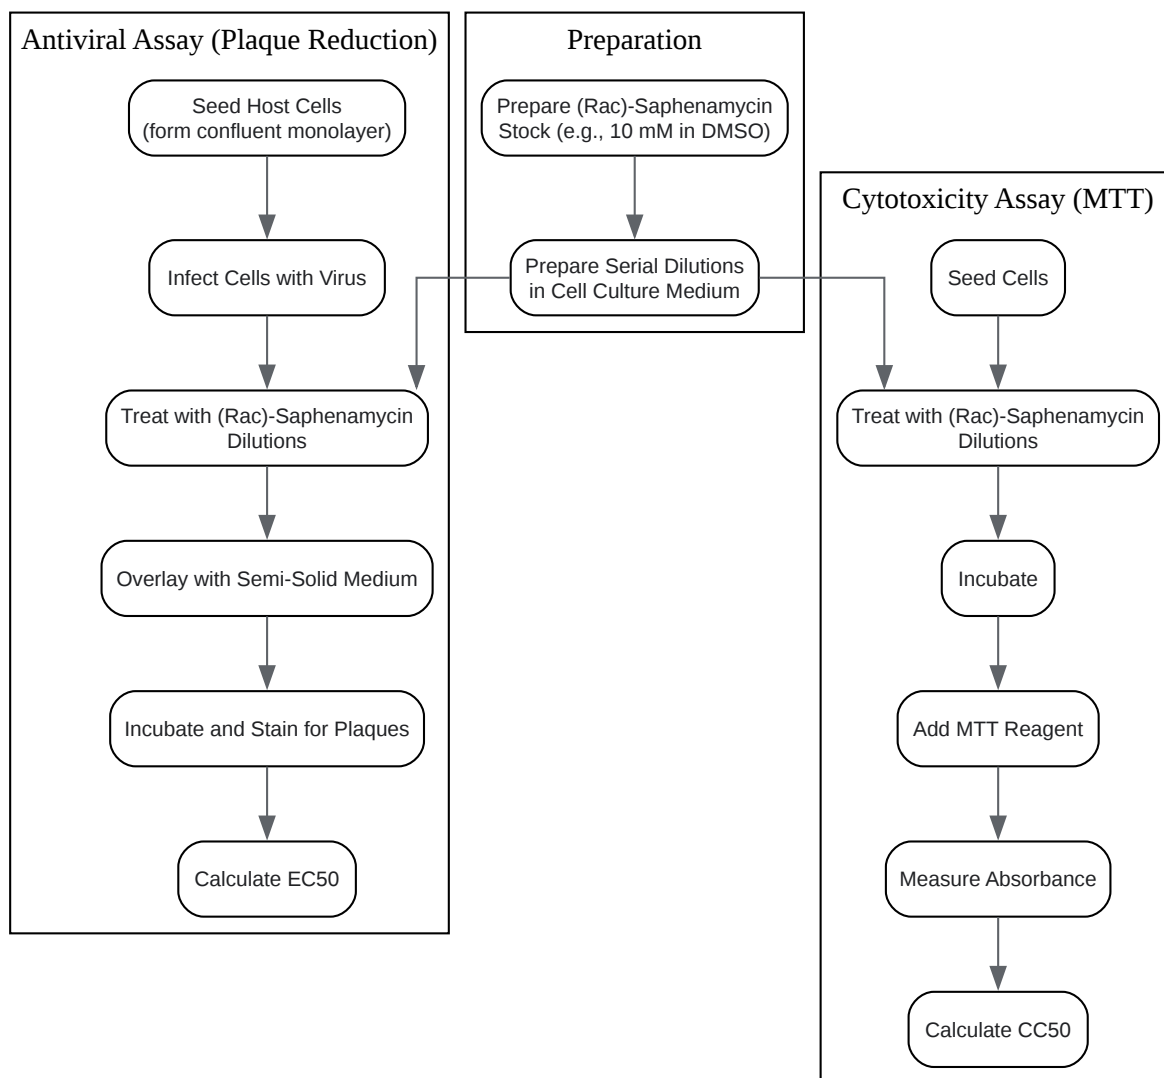 Antiviral Assay (Plaque Reduction)
Seed Host Cells
(form confluent monolayer)
Infect Cells with Virus
Treat with (Rac)-Saphenamycin
Dilutions
Overlay with Semi-Solid Medium
Incubate and Stain for Plaques
Calculate EC50
Preparation
Prepare (Rac)-Saphenamycin
Stock (e.g., 10 mM in DMSO)
Prepare Serial Dilutions
in Cell Culture Medium
Cytotoxicity Assay (MTT)
Seed Cells
Treat with (Rac)-Saphenamycin
Dilutions
Incubate
Add MTT Reagent
Measure Absorbance
Calculate CC50